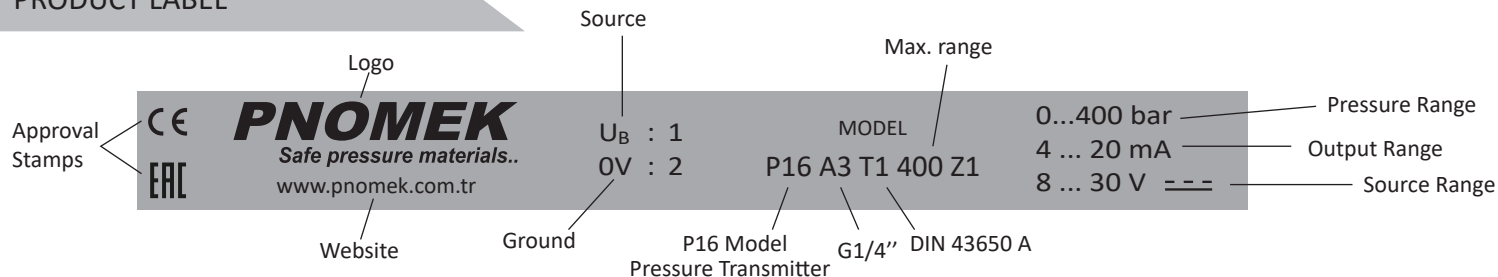 PRODUCT LABEL
Source
Max. range
Logo
Approval
Stamps
CE
EAC
PNOMEK
Safe pressure materials..
www.pnomek.com.tr
UB : 1
0V : 2
MODEL
P16 A3 T1 400 Z1
0...400 bar
4 ... 20 mA
8 ... 30 V
Pressure Range
Output Range
Source Range
Website
Ground
P16 Model
Pressure Transmitter
G1/4’’
DIN 43650 A